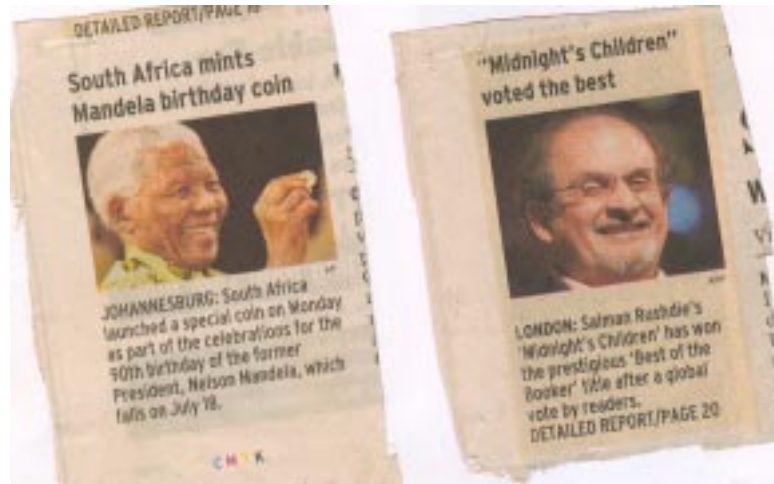 DETAILED REPORT/PAGE
South Africa mints
Mandela birthday coin
JOHANNESBURG: South Africa
launched a special coin on Monday
as part of the celebrations for the
90th birthday of the former
President, Nelson Mandela, which
falls on July 18.
CMYK
"Midnight's Children"
voted the best
LONDON: Salman Rushdie's
'Midnight's Children' has won
the prestigious 'Best of the
Booker' title after a global
vote by readers.
DETAILED REPORT/PAGE 20